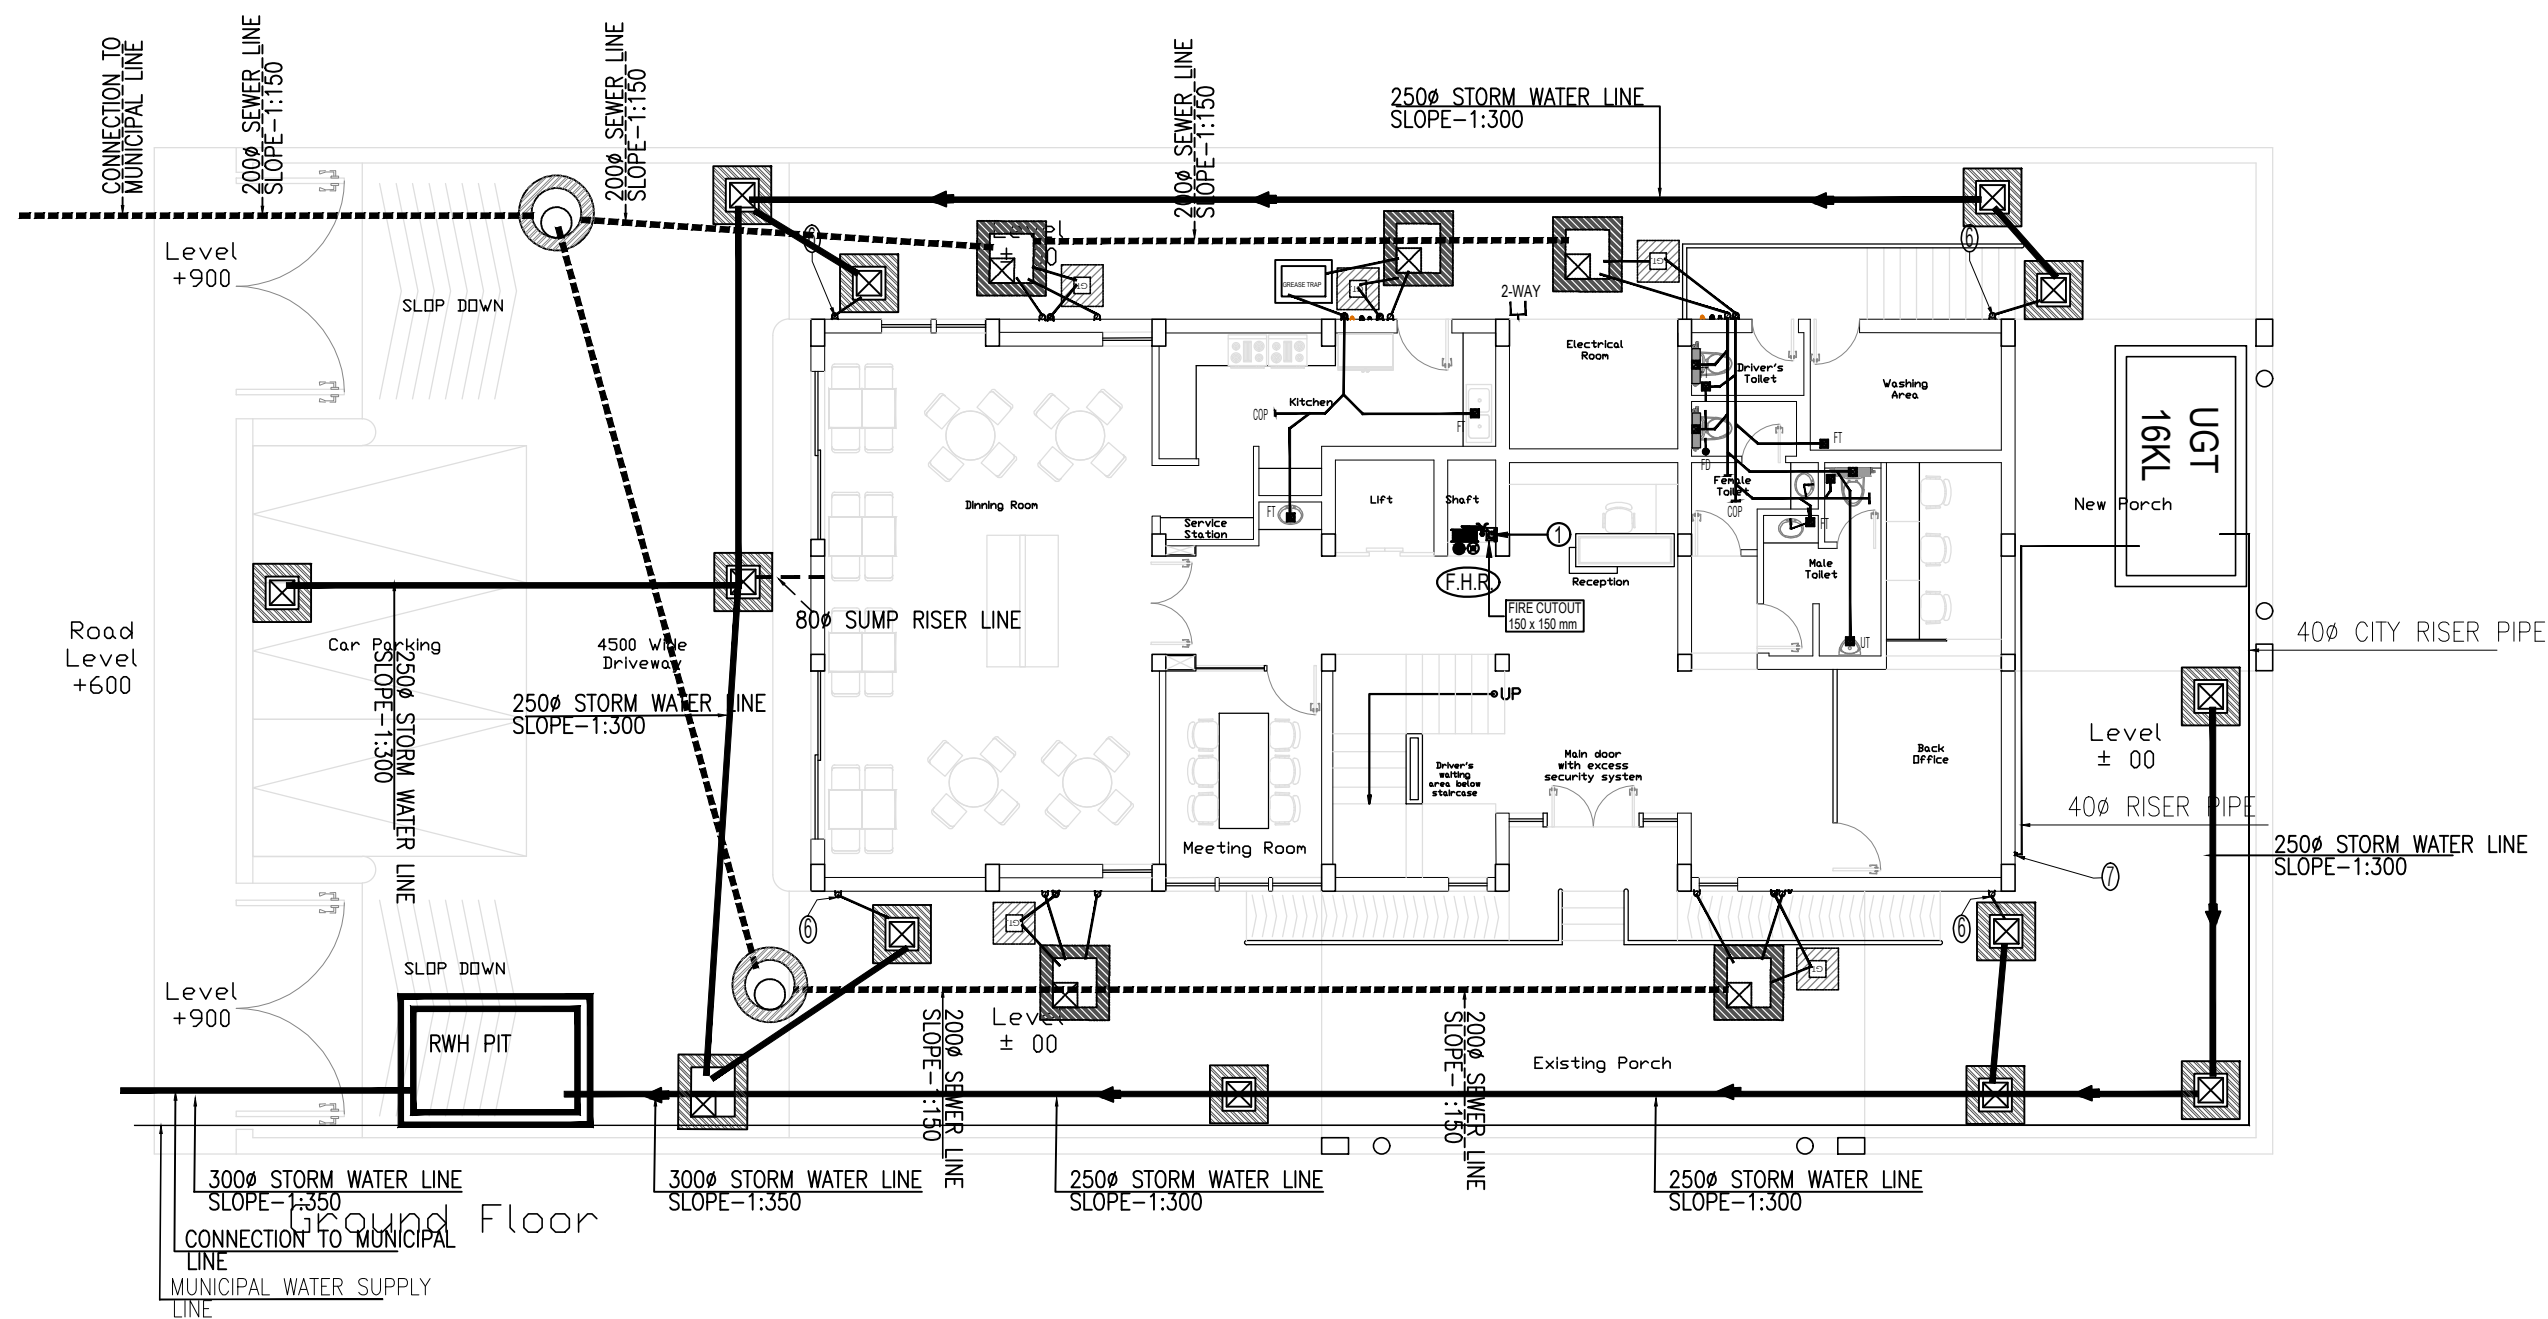 CONNECTION TO
MUNICIPAL LINE
200Ø SEWER LINE
SLOPE-1:150
200Ø SEWER LINE
SLOPE-1:150
200Ø SEWER LINE
SLOPE-1:150
250Ø STORM WATER LINE
SLOPE-1:300
Level
+900
SLOP DOWN
6
Level
GT
GREASE TRAP
GT
2-WAY
GT
6
Electrical
Room
Driver's
Toilet
Washing
Area
Kitchen
COP
FT
FT
FD
UGT
16KL
New Porch
Dinning Room
Service
Station
FT
Lift
Shaft
Female
Toilet
COP
FT
1
F.H.R.
Reception
Male
Toilet
FIRE CUTOUT
150 x 150 mm
80Ø SUMP RISER LINE
Road
Level
+600
Car Parking
4500 Wide
Driveway
250Ø STORM WATER LINE
SLOPE-1:300
250Ø STORM WATER LINE
SLOPE-1:300
UT
40Ø CITY RISER PIPE
UP
Level
± 00
Main door
with excess
security system
Back
Office
Driver's
waiting
area below
staircase
40Ø RISER PIPE
Meeting Room
250Ø STORM WATER LINE
SLOPE-1:300
7
6
GT
6
GT
SLOP DOWN
Level
+900
RWH PIT
Level
± 00
200Ø SEWER LINE
SLOPE-1:150
200Ø SEWER LINE
SLOPE-1:150
Existing Porch
300Ø STORM WATER LINE
SLOPE-1:350
300Ø STORM WATER LINE
SLOPE-1:350
250Ø STORM WATER LINE
SLOPE-1:300
250Ø STORM WATER LINE
SLOPE-1:300
Ground Floor
CONNECTION TO MUNICIPAL
LINE
MUNICIPAL WATER SUPPLY
LINE